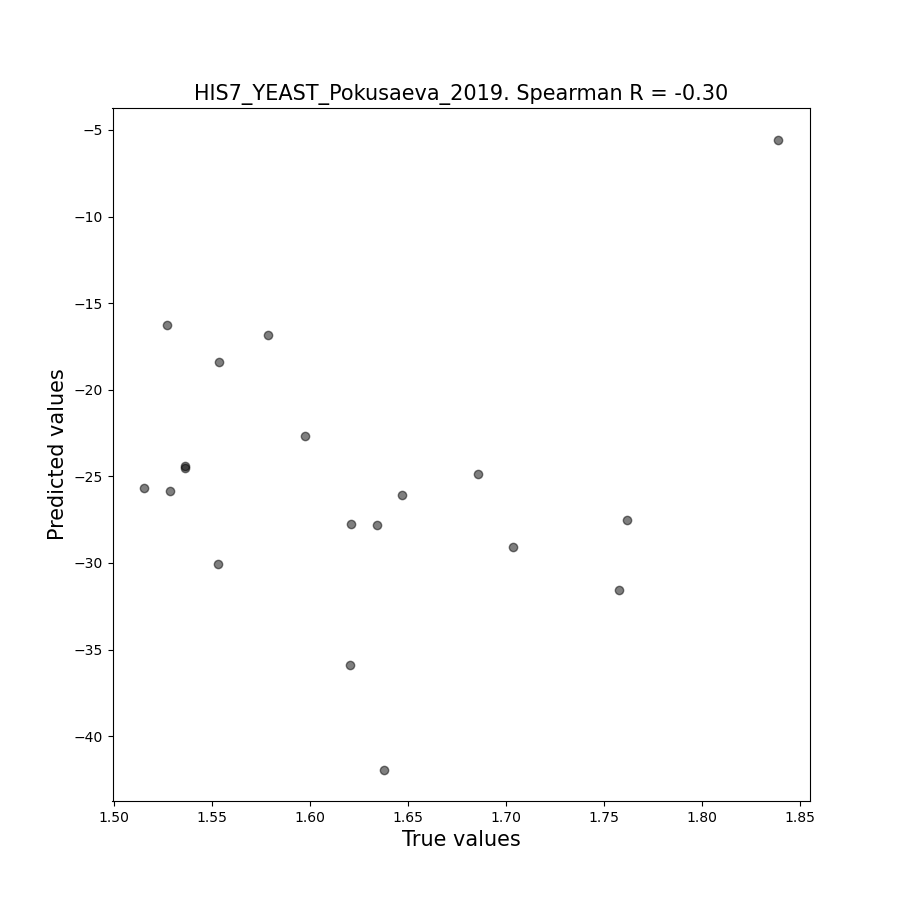 HIS7_YEAST_Pokusaeva_2019. Spearman R = -0.30
Predicted values
−5
−10
−15
−20
−25
−30
−35
−40
1.50 1.55 1.60 1.65 1.70 1.75 1.80 1.85
True values